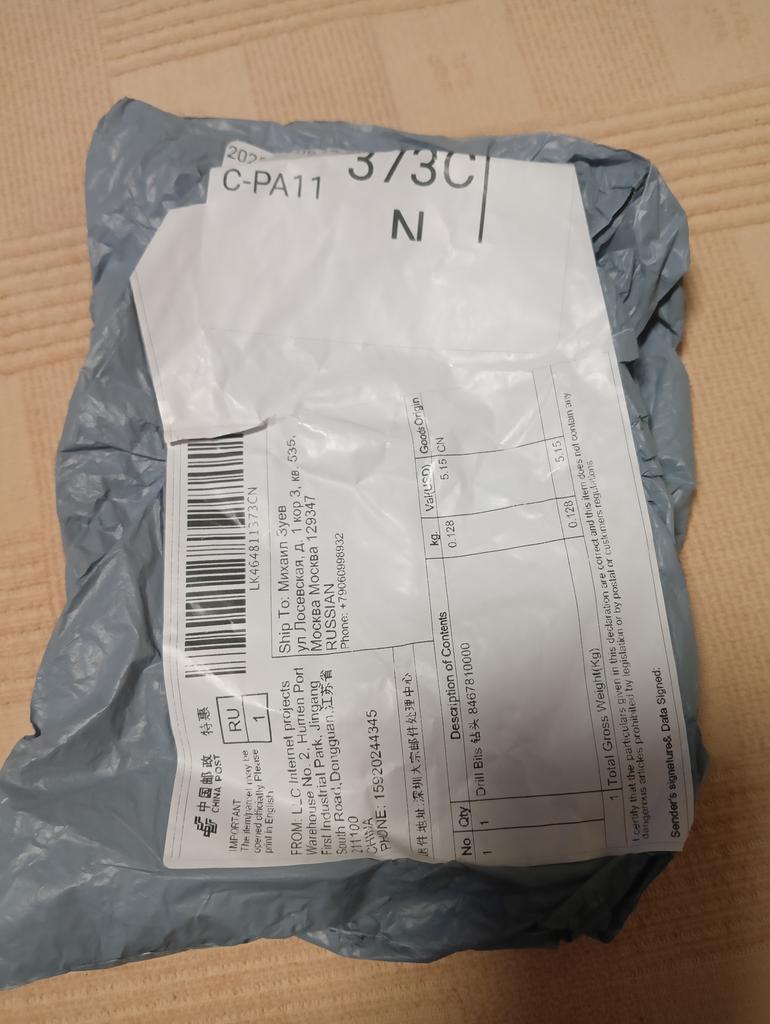 C-PA11
373C
N
中国邮政
CHINA POST
特惠
RU
1
IMPORTANT
The item/parcel may be
opened officially Please
print in English
LK464811373CN
FROM: LLC Internet projects
Warehouse No. 2, Humen Port
First Industrial Park, Jingang
South Road, Dongguan, 江苏省
211100
CHINA
PHONE: 15920244345
Ship To: Михаил Зуев
ул Лосевская, д. 1 кор 3, кв. 535,
Москва Москва 129347
RUSSIAN
Phone: +79060998932
件地址:深圳大宗邮件处理中心
No Qty Description of Contents kg. Val(USD) Goods Origin
1 1 Drill Bits 钻头 8467810000 0.128 5.15 CN
1 Total Gross Weight(Kg) 0.128 5.15
I certify that the particulars given in this declaration are correct and this item does not contain any
dangerous articles prohibited by legislation or by postal or customers regulations
Sender's signature& Data Signed: